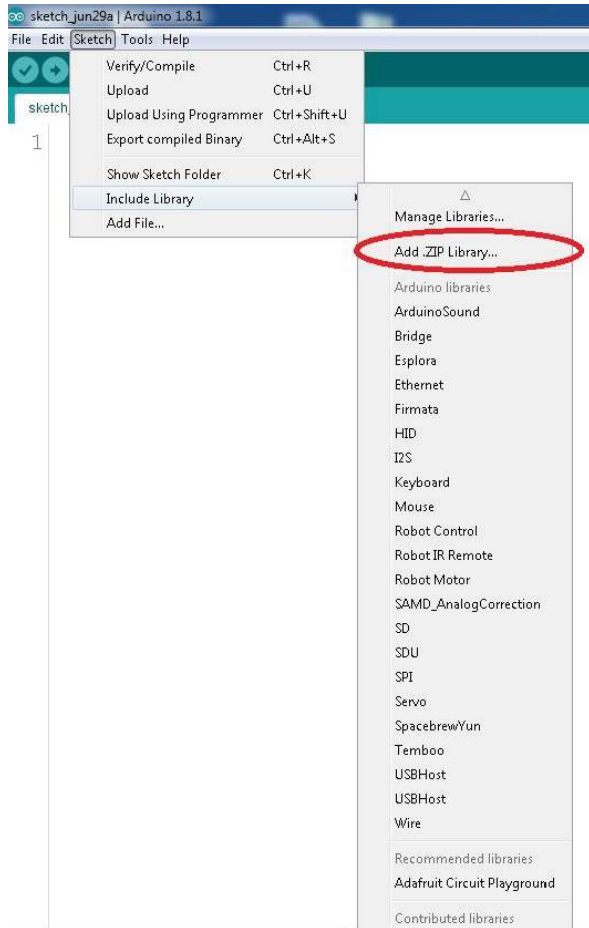 sketch_jun29a | Arduino 1.8.1
File Edit Sketch Tools Help
sketch_
1
Verify/Compile Ctrl+R
Upload Ctrl+U
Upload Using Programmer Ctrl+Shift+U
Export compiled Binary Ctrl+Alt+S
Show Sketch Folder Ctrl+K
Include Library
Add File...
Manage Libraries...
Add .ZIP Library...
Arduino libraries
ArduinoSound
Bridge
Esplora
Ethernet
Firmata
HID
I2S
Keyboard
Mouse
Robot Control
Robot IR Remote
Robot Motor
SAMD_AnalogCorrection
SD
SDU
SPI
Servo
SpacebrewYun
Temboo
USBHost
USBHost
Wire
Recommended libraries
Adafruit Circuit Playground
Contributed libraries